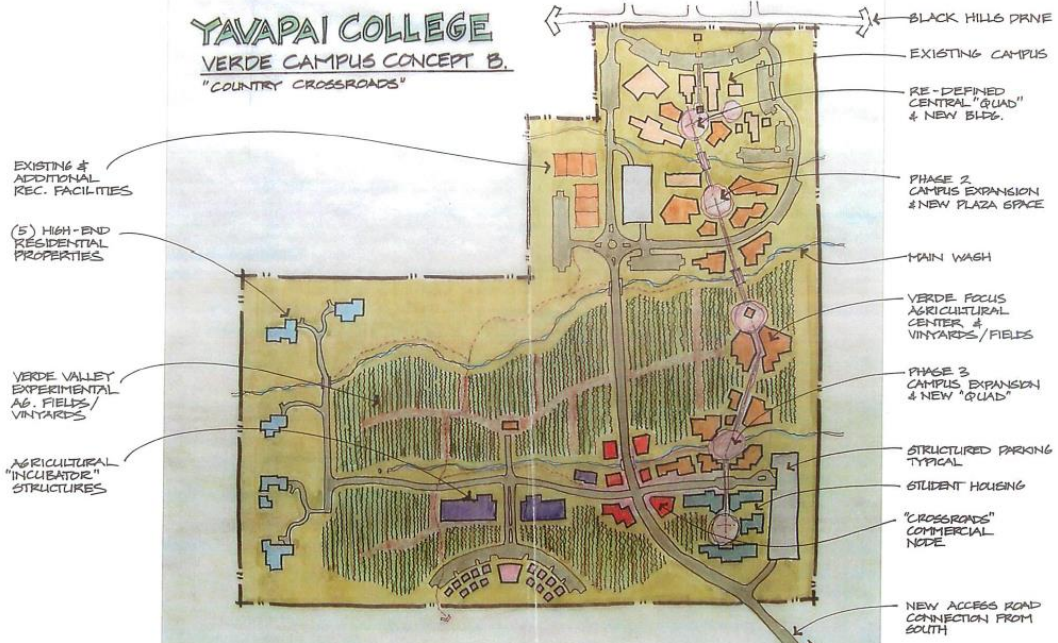 YAVAPAI COLLEGE
VERDE CAMPUS CONCEPT B.
"COUNTRY CROSSROADS"
EXISTING &
ADDITIONAL
REC. FACILITIES
(5) HIGH-END
RESIDENTIAL
PROPERTIES
VERDE VALLEY
EXPERIMENTAL
AG. FIELDS/
VINYARDS
AGRICULTURAL
"INCUBATOR"
STRUCTURES
BLACK HILLS DRIVE
EXISTING CAMPUS
RE-DEFINED
CENTRAL "QUAD"
& NEW BLDG.
PHASE 2
CAMPUS EXPANSION
& NEW PLAZA SPACE
MAIN WASH
VERDE FOCUS
AGRICULTURAL
CENTER &
VINYARDS/FIELDS
PHASE 3
CAMPUS EXPANSION
& NEW "QUAD"
STRUCTURED PARKING
TYPICAL
STUDENT HOUSING
"CROSSROADS"
COMMERCIAL
NODE
NEW ACCESS ROAD
CONNECTION FROM
SOUTH